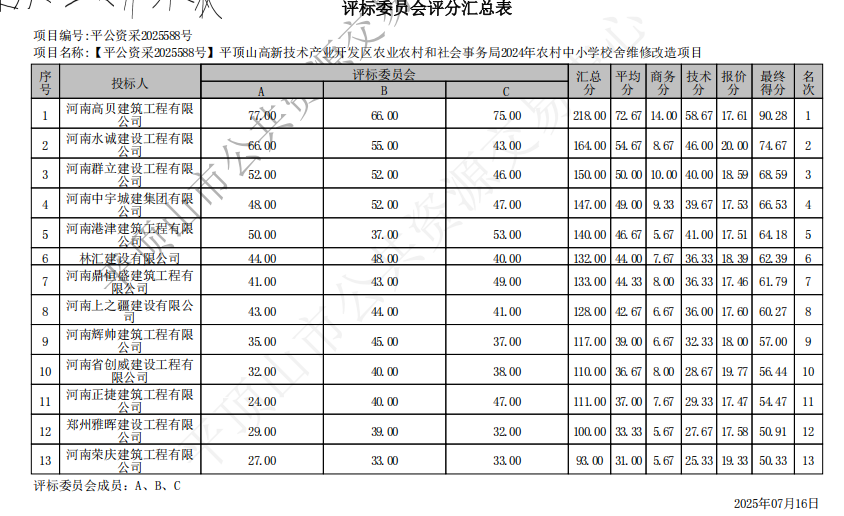 评标委员会评分汇总表
项目编号:平公资采2025588号
项目名称:【平公资采2025588号】平顶山高新技术产业开发区农业农村和社会事务局2024年农村中小学校舍维修改造项目
序号 投标人 评标委员会 汇总分 平均分 商务分 技术分 报价分 最终得分 名次
A B C
1 河南高贝建筑工程有限公司 77.00 66.00 75.00 218.00 72.67 14.00 58.67 17.61 90.28 1
2 河南水诚建设工程有限公司 66.00 55.00 43.00 164.00 54.67 8.67 46.00 20.00 74.67 2
3 河南群立建设工程有限公司 52.00 52.00 46.00 150.00 50.00 10.00 40.00 18.59 68.59 3
4 河南中宇城建集团有限公司 48.00 52.00 47.00 147.00 49.00 9.33 39.67 17.53 66.53 4
5 河南港津建筑工程有限公司 50.00 37.00 53.00 140.00 46.67 5.67 41.00 17.51 64.18 5
6 林汇建设有限公司 44.00 48.00 40.00 132.00 44.00 7.67 36.33 18.39 62.39 6
7 河南鼎恒盛建筑工程有限公司 41.00 43.00 49.00 133.00 44.33 8.00 36.33 17.46 61.79 7
8 河南上之疆建设有限公司 43.00 44.00 41.00 128.00 42.67 6.67 36.00 17.60 60.27 8
9 河南辉帅建筑工程有限公司 35.00 45.00 37.00 117.00 39.00 6.67 32.33 18.00 57.00 9
10 河南省创威建设工程有限公司 32.00 40.00 38.00 110.00 36.67 8.00 28.67 19.77 56.44 10
11 河南正捷建筑工程有限公司 24.00 40.00 47.00 111.00 37.00 7.67 29.33 17.47 54.47 11
12 郑州雅晖建设工程有限公司 29.00 39.00 32.00 100.00 33.33 5.67 27.67 17.58 50.91 12
13 河南荣庆建筑工程有限公司 27.00 33.00 33.00 93.00 31.00 5.67 25.33 19.33 50.33 13
评标委员会成员:A、B、C
2025年07月16日
平顶山市公共资源交易中心
平顶山市公共资源交易中心